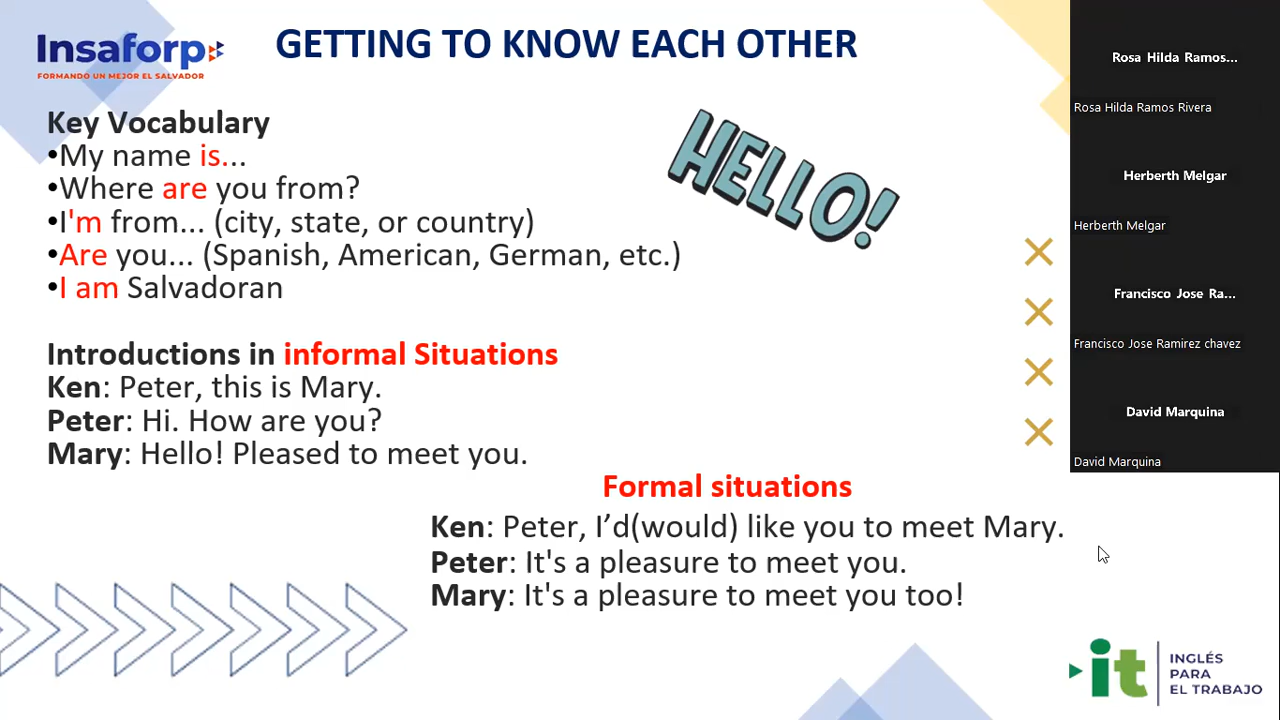 Insaforp
FORMANDO UN MEJOR EL SALVADOR
GETTING TO KNOW EACH OTHER
Key Vocabulary
•My name is...
•Where are you from?
•I'm from... (city, state, or country)
•Are you... (Spanish, American, German, etc.)
•I am Salvadoran
HELLO!
Introductions in informal Situations
Ken: Peter, this is Mary.
Peter: Hi. How are you?
Mary: Hello! Pleased to meet you.
Formal situations
Ken: Peter, I’d(would) like you to meet Mary.
Peter: It's a pleasure to meet you.
Mary: It's a pleasure to meet you too!
Rosa Hilda Ramos...
Rosa Hilda Ramos Rivera
Herberth Melgar
Herberth Melgar
Francisco Jose Ra...
Francisco Jose Ramirez chavez
David Marquina
David Marquina
it
INGLÉS
PARA
EL TRABAJO